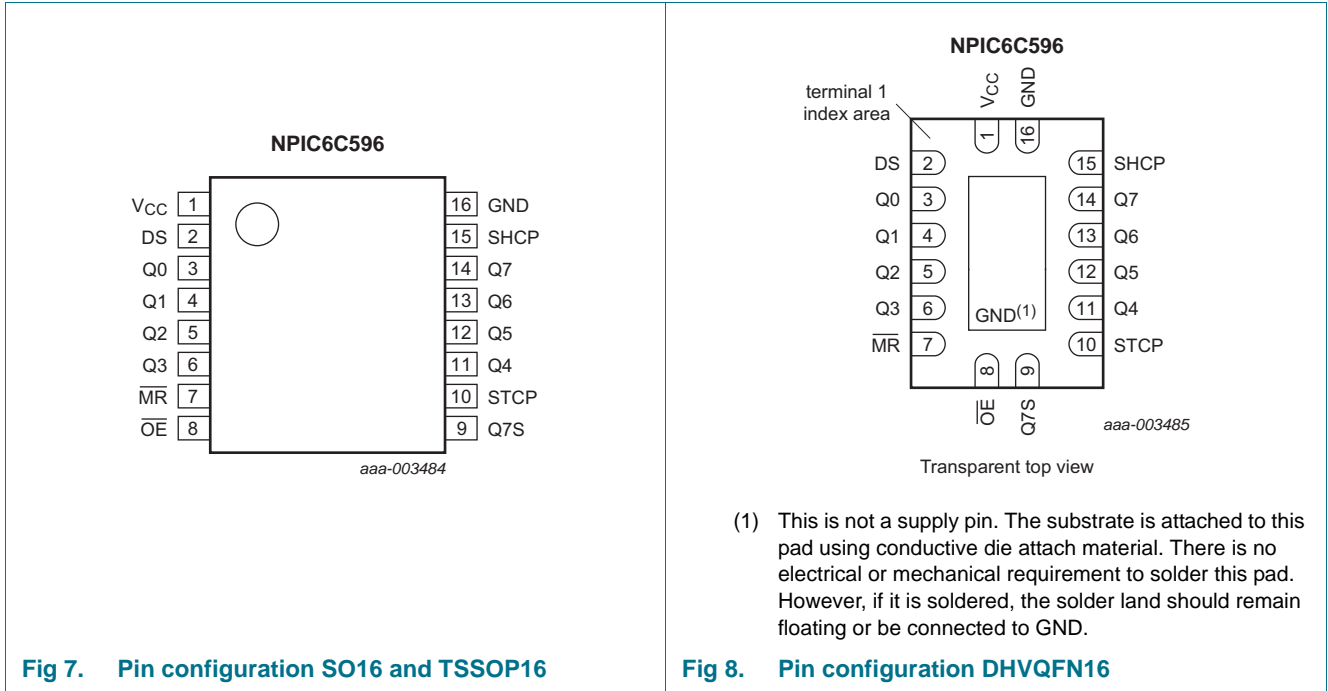 NPIC6C596
VCC 1
DS 2
Q0 3
Q1 4
Q2 5
Q3 6
M̅R̅ 7
O̅E̅ 8
16 GND
15 SHCP
14 Q7
13 Q6
12 Q5
11 Q4
10 STCP
9 Q7S
aaa-003484
Fig 7. Pin configuration SO16 and TSSOP16
NPIC6C596
terminal 1
index area
VCC
GND
1
16
DS 2
Q0 3
Q1 4
Q2 5
Q3 6
M̅R̅ 7
15 SHCP
14 Q7
13 Q6
12 Q5
11 Q4
10 STCP
GND(1)
8
9
O̅E̅
Q7S
aaa-003485
Transparent top view
(1) This is not a supply pin. The substrate is attached to this
pad using conductive die attach material. There is no
electrical or mechanical requirement to solder this pad.
However, if it is soldered, the solder land should remain
floating or be connected to GND.
Fig 8. Pin configuration DHVQFN16